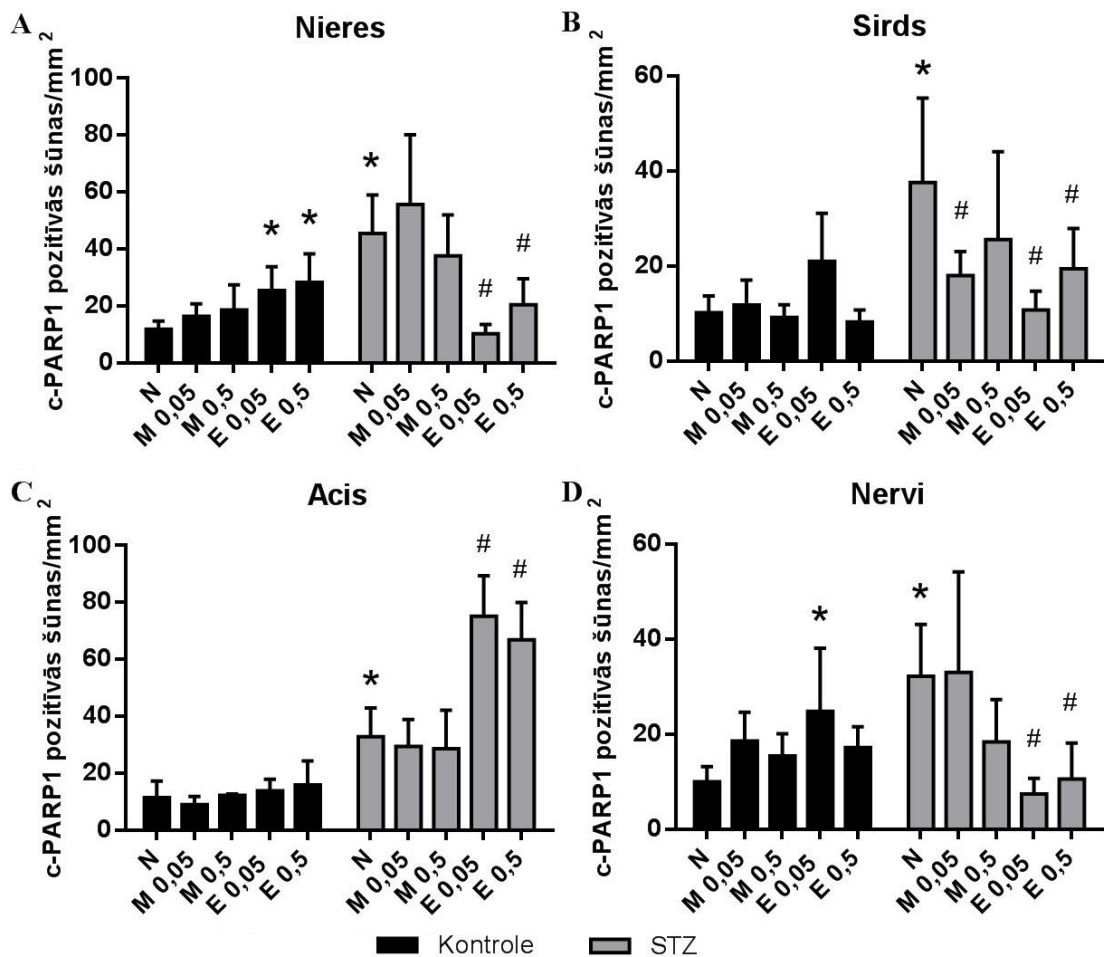 A
Nieres
c-PARP1 pozitīvās šūnas/mm2
100
80
60
40
20
0
* * * # #
N M 0,05 M 0,5 E 0,05 E 0,5 N M 0,05 M 0,5 E 0,05 E 0,5
B
Sirds
c-PARP1 pozitīvās šūnas/mm2
60
40
20
0
* # # #
N M 0,05 M 0,5 E 0,05 E 0,5 N M 0,05 M 0,5 E 0,05 E 0,5
C
Acis
c-PARP1 pozitīvās šūnas/mm2
100
80
60
40
20
0
* # #
N M 0,05 M 0,5 E 0,05 E 0,5 N M 0,05 M 0,5 E 0,05 E 0,5
D
Nervi
c-PARP1 pozitīvās šūnas/mm2
60
40
20
0
* * # #
N M 0,05 M 0,5 E 0,05 E 0,5 N M 0,05 M 0,5 E 0,05 E 0,5
Kontrole STZ